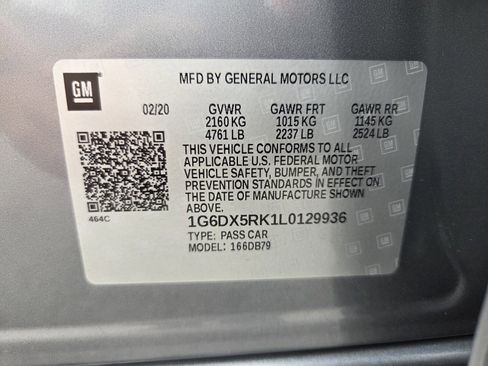 GM
MFD BY GENERAL MOTORS LLC
02/20 GVWR GAWR FRT GAWR RR
2160 KG 1015 KG 1145 KG
4761 LB 2237 LB 2524 LB
THIS VEHICLE CONFORMS TO ALL
APPLICABLE U.S. FEDERAL MOTOR
VEHICLE SAFETY, BUMPER, AND THEFT
PREVENTION STANDARDS IN EFFECT ON
THE DATE OF MANUFACTURE SHOWN
ABOVE.
464C
1G6DX5RK1L0129936
TYPE: PASS CAR
MODEL: 166DB79